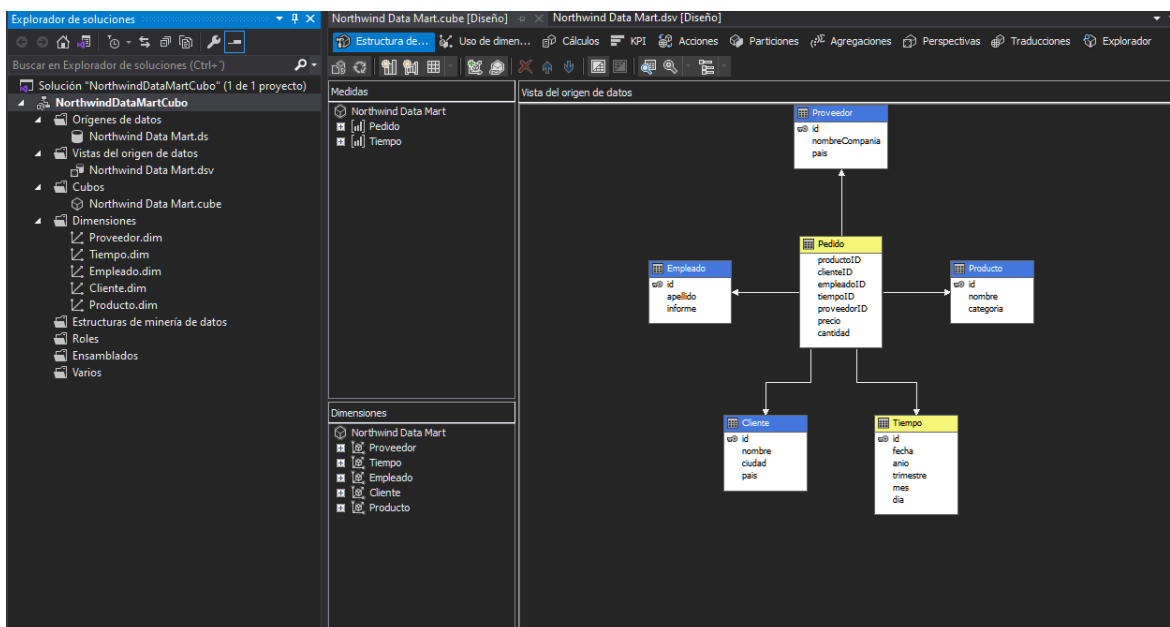 Explorador de soluciones
Buscar en Explorador de soluciones (Ctrl+´)
Solución "NorthwindDataMartCubo" (1 de 1 proyecto)
NorthwindDataMartCubo
Orígenes de datos
Northwind Data Mart.ds
Vistas del origen de datos
Northwind Data Mart.dsv
Cubos
Northwind Data Mart.cube
Dimensiones
Proveedor.dim
Tiempo.dim
Empleado.dim
Cliente.dim
Producto.dim
Estructuras de minería de datos
Roles
Ensamblados
Varios
Northwind Data Mart.cube [Diseño] Northwind Data Mart.dsv [Diseño]
Estructura de... Uso de dimen... Cálculos KPI Acciones Particiones Agregaciones Perspectivas Traducciones Explorador
Medidas
Northwind Data Mart
Pedido
Tiempo
Dimensiones
Northwind Data Mart
Proveedor
Tiempo
Empleado
Cliente
Producto
Vista del origen de datos
Proveedor
id
nombreCompania
pais
Pedido
productoID
clienteID
empleadoID
tiempoID
proveedorID
precio
cantidad
Empleado
id
apellido
informe
Producto
id
nombre
categoria
Cliente
id
nombre
ciudad
pais
Tiempo
id
fecha
anio
trimestre
mes
dia